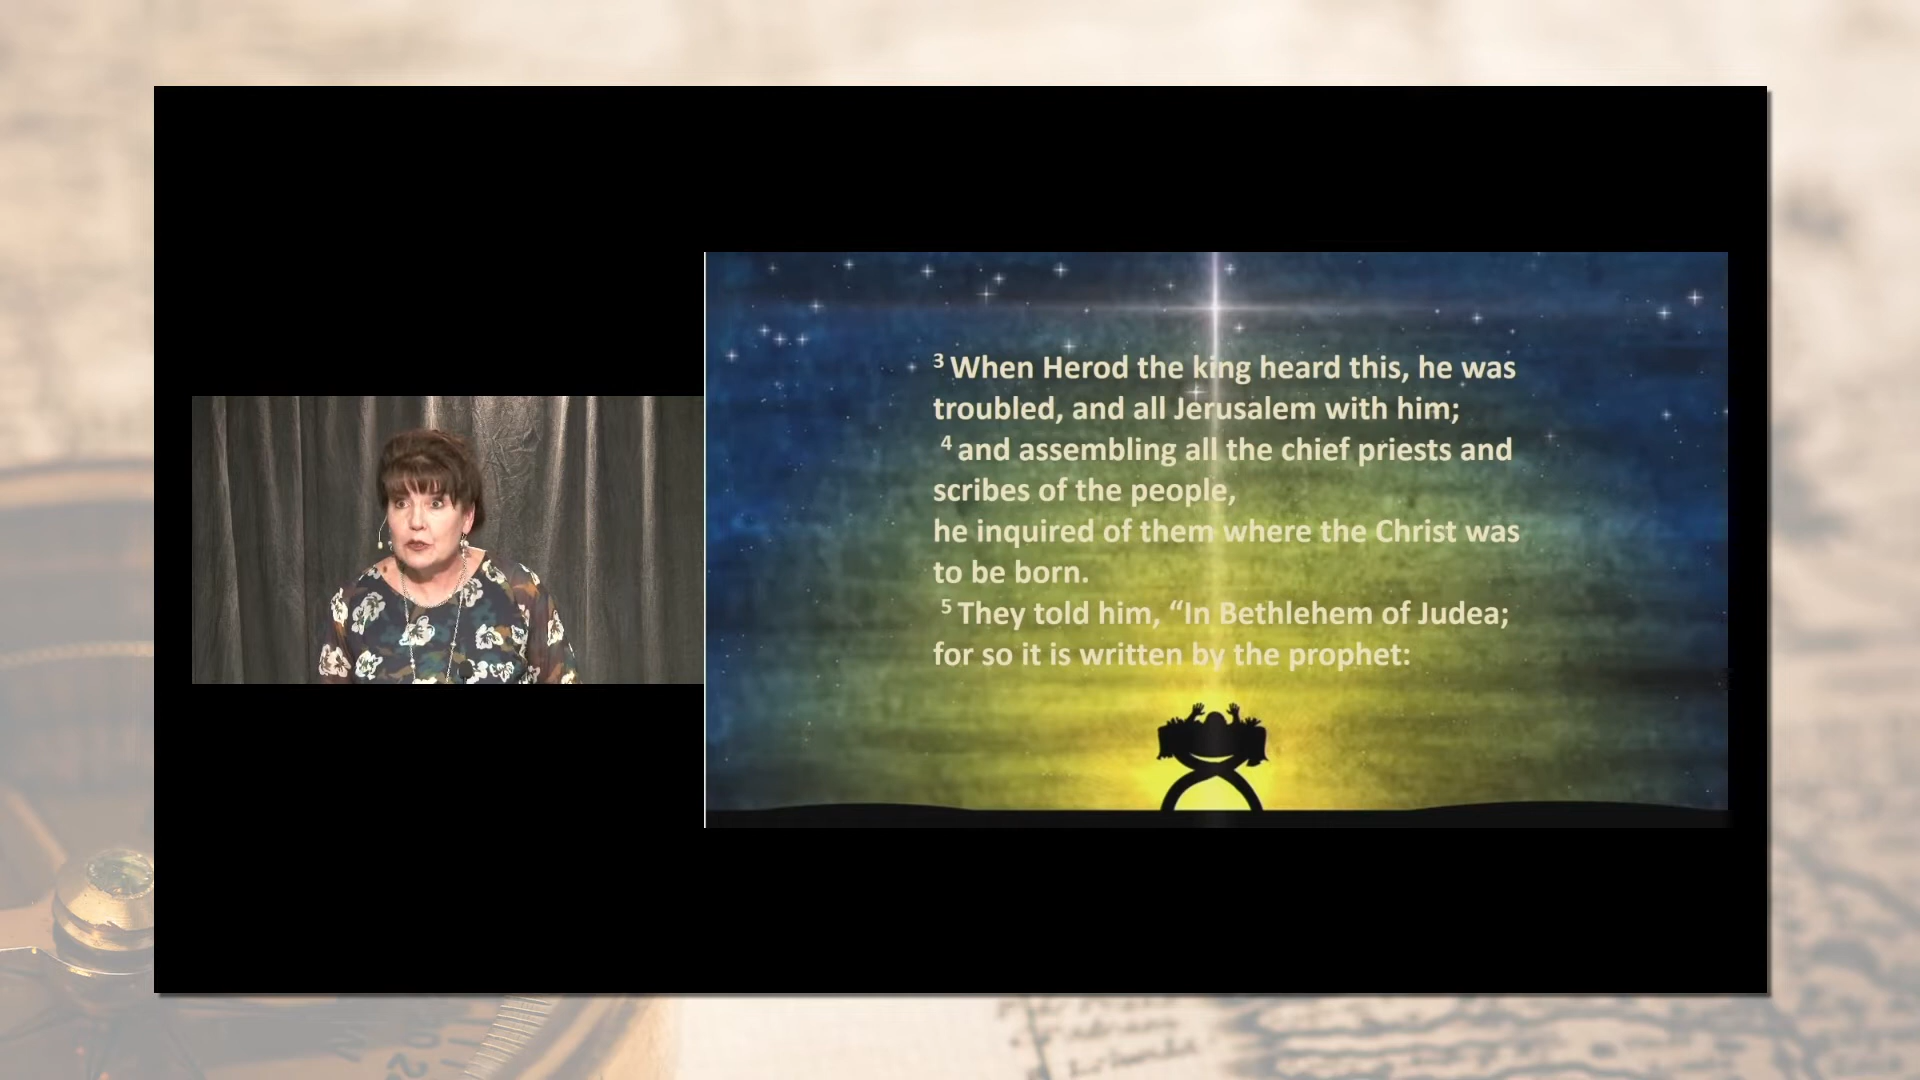 3 When Herod the king heard this, he was
troubled, and all Jerusalem with him;
4 and assembling all the chief priests and
scribes of the people,
he inquired of them where the Christ was
to be born.
5 They told him, “In Bethlehem of Judea;
for so it is written by the prophet: